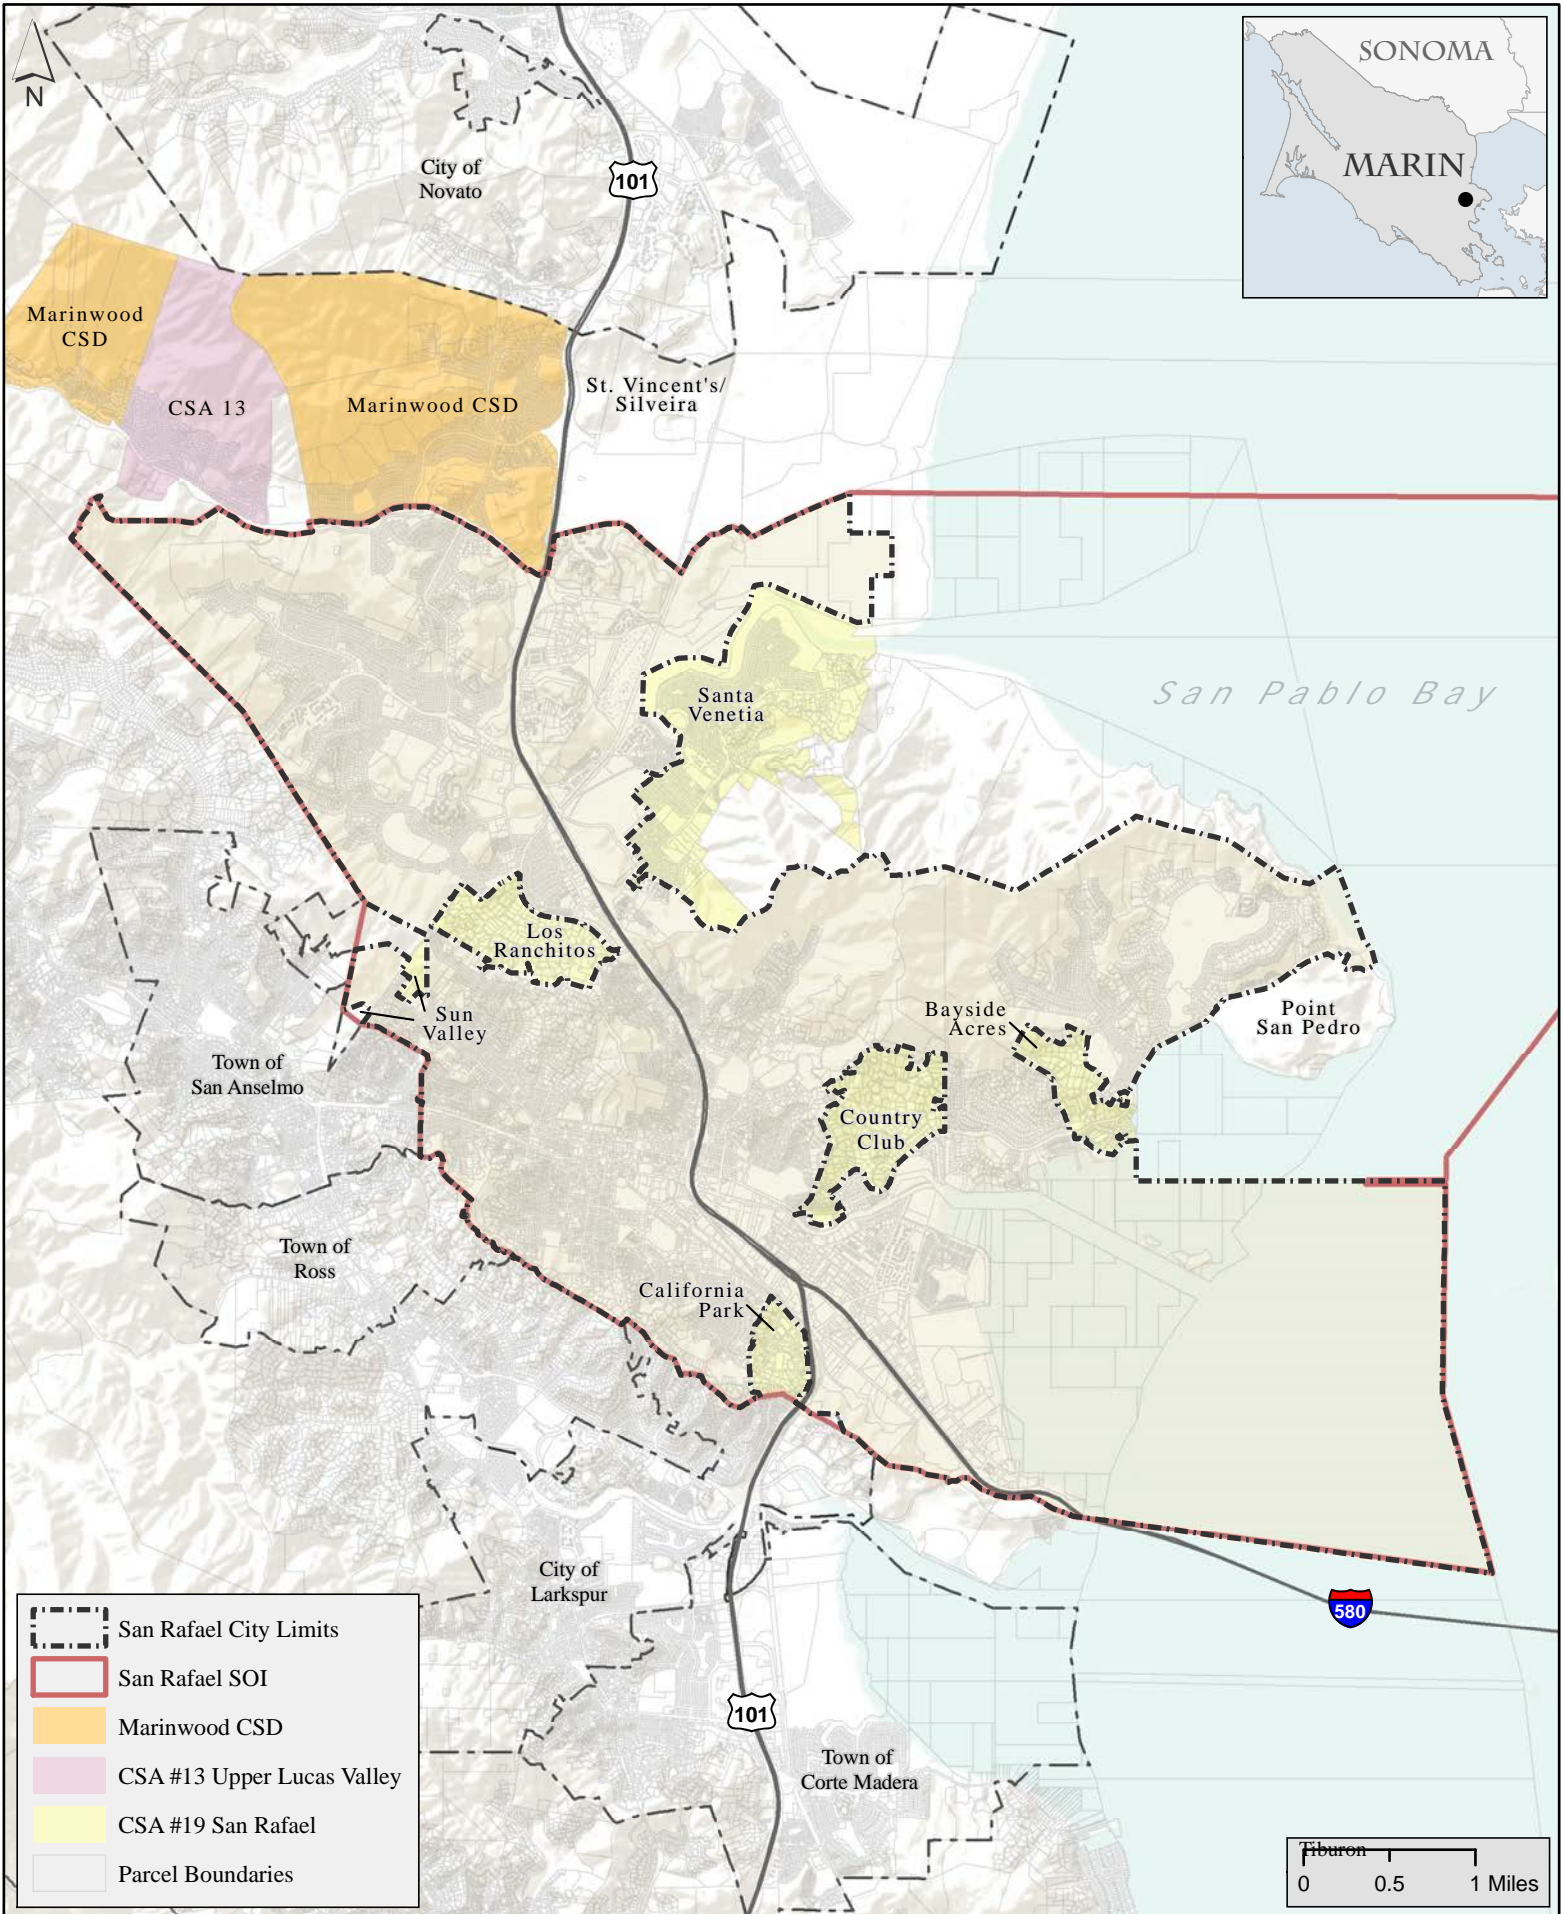 N
SONOMA
MARIN
City of
Novato
101
Marinwood
CSD
CSA 13
Marinwood CSD
St. Vincent's/
Silveira
Santa
Venetia
San Pablo Bay
Los
Ranchitos
Sun
Valley
Bayside
Acres
Point
San Pedro
Town of
San Anselmo
Country
Club
Town of
Ross
California
Park
City of
Larkspur
580
101
Town of
Corte Madera
San Rafael City Limits
San Rafael SOI
Marinwood CSD
CSA #13 Upper Lucas Valley
CSA #19 San Rafael
Parcel Boundaries
Tiburon
0 0.5 1 Miles